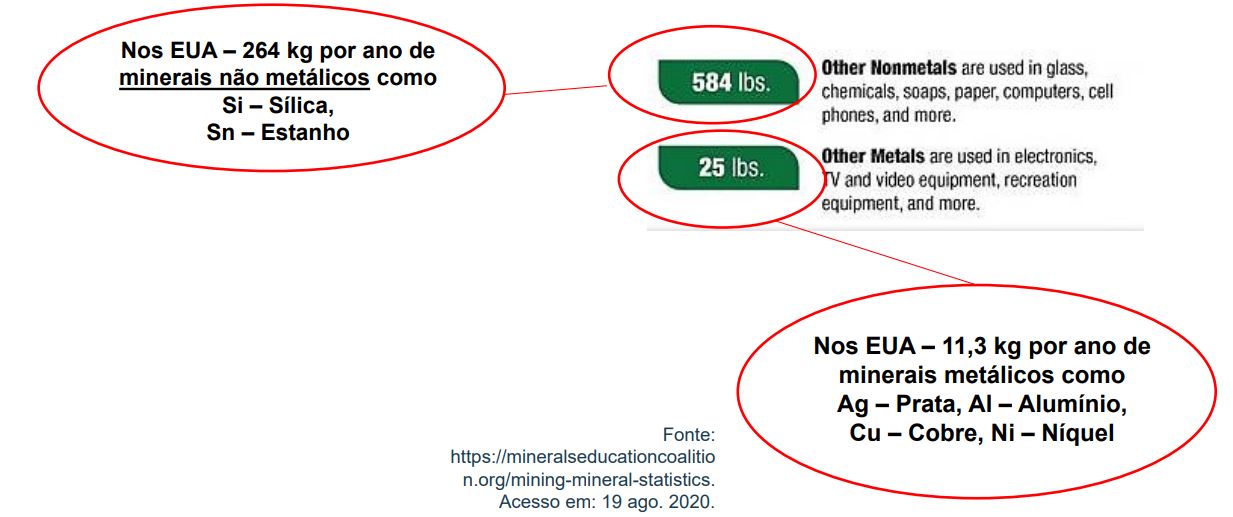 Nos EUA – 264 kg por ano de
minerais não metálicos como
Si – Sílica,
Sn – Estanho
584 lbs.
Other Nonmetals are used in glass,
chemicals, soaps, paper, computers, cell
phones, and more.
25 lbs.
Other Metals are used in electronics,
TV and video equipment, recreation
equipment, and more.
Nos EUA – 11,3 kg por ano de
minerais metálicos como
Ag – Prata, Al – Alumínio,
Cu – Cobre, Ni – Níquel
Fonte:
https://mineralseducationcoalitio
n.org/mining-mineral-statistics.
Acesso em: 19 ago. 2020.